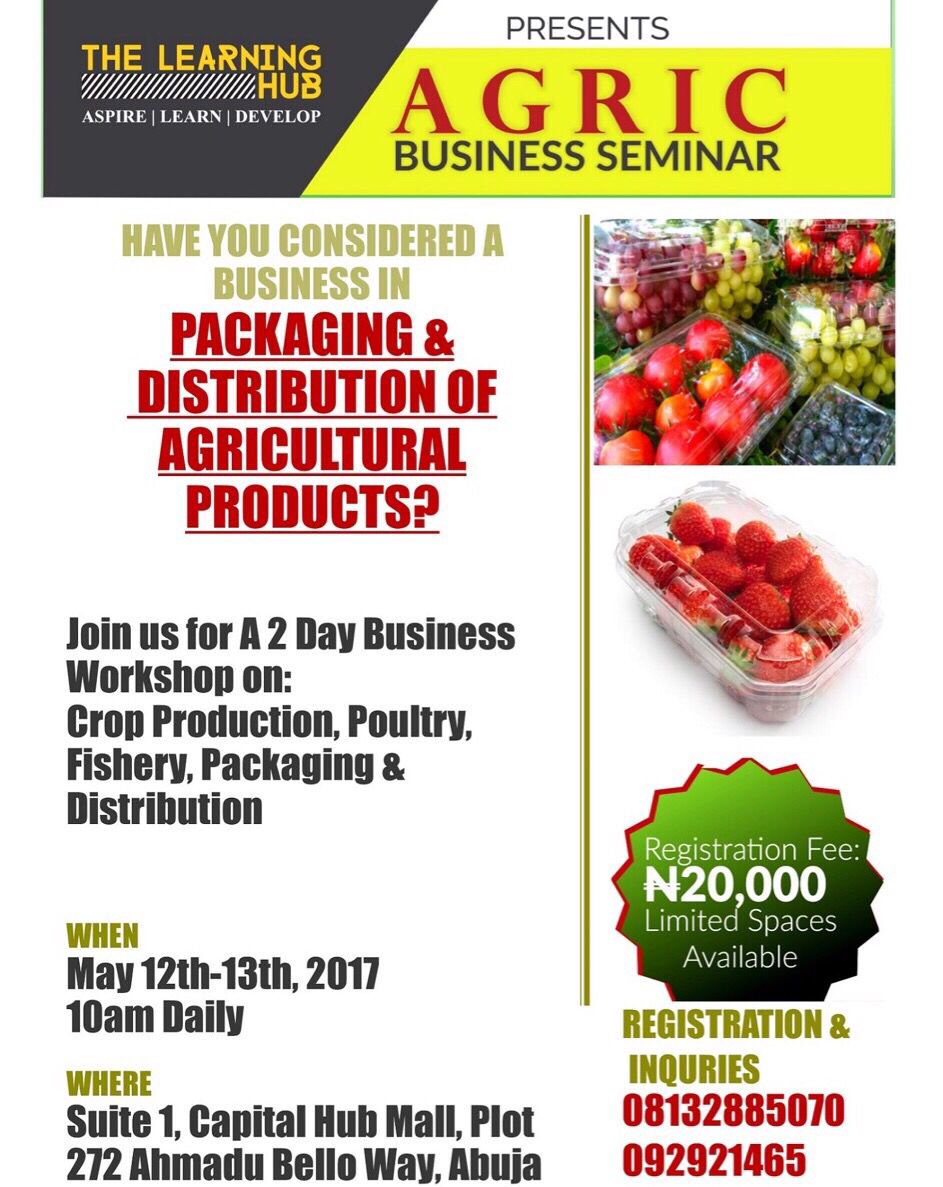 THE LEARNING
HUB
ASPIRE | LEARN | DEVELOP
PRESENTS
AGRIC
BUSINESS SEMINAR
HAVE YOU CONSIDERED A
BUSINESS IN
PACKAGING &
DISTRIBUTION OF
AGRICULTURAL
PRODUCTS?
Join us for A 2 Day Business
Workshop on:
Crop Production, Poultry,
Fishery, Packaging &
Distribution
WHEN
May 12th-13th, 2017
10am Daily
WHERE
Suite 1, Capital Hub Mall, Plot
272 Ahmadu Bello Way, Abuja
Registration Fee:
₦20,000
Limited Spaces
Available
REGISTRATION &
INQURIES
08132885070
092921465